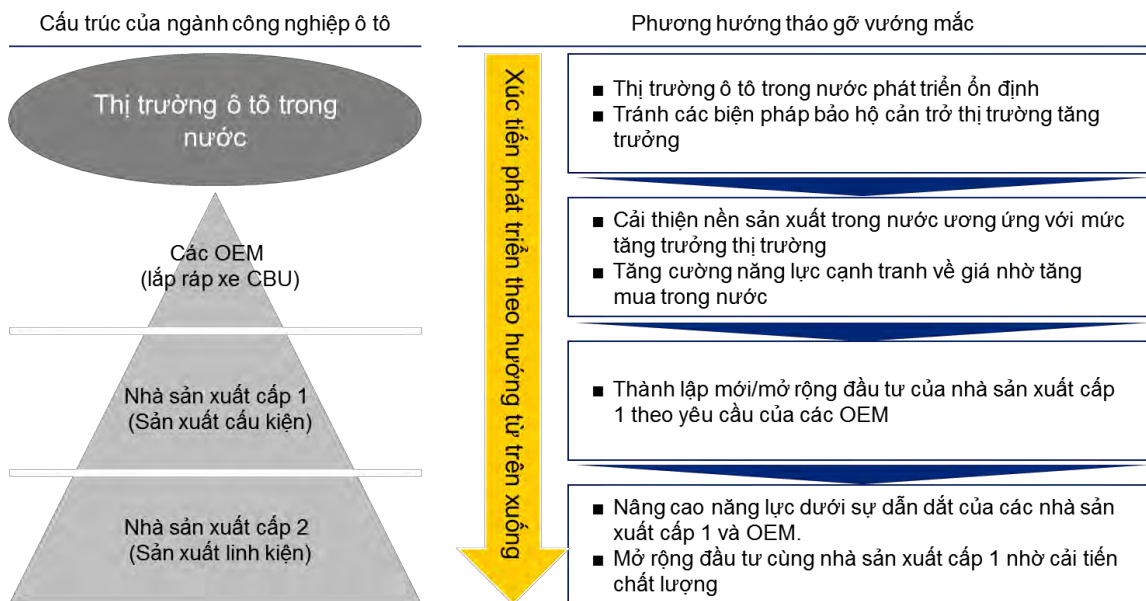 Cấu trúc của ngành công nghiệp ô tô
Thị trường ô tô trong
nước
Các OEM
(lắp ráp xe CBU)
Nhà sản xuất cấp 1
(Sản xuất cấu kiện)
Nhà sản xuất cấp 2
(Sản xuất linh kiện)
Phương hướng tháo gỡ vướng mắc
Xúc tiến phát triển theo hướng từ trên xuống
■ Thị trường ô tô trong nước phát triển ổn định
■ Tránh các biện pháp bảo hộ cản trở thị trường tăng
trưởng
■ Cải thiện nền sản xuất trong nước ương ứng với mức
tăng trưởng thị trường
■ Tăng cường năng lực cạnh tranh về giá nhờ tăng
mua trong nước
■ Thành lập mới/mở rộng đầu tư của nhà sản xuất cấp
1 theo yêu cầu của các OEM
■ Nâng cao năng lực dưới sự dẫn dắt của các nhà sản
xuất cấp 1 và OEM.
■ Mở rộng đầu tư cùng nhà sản xuất cấp 1 nhờ cải tiến
chất lượng